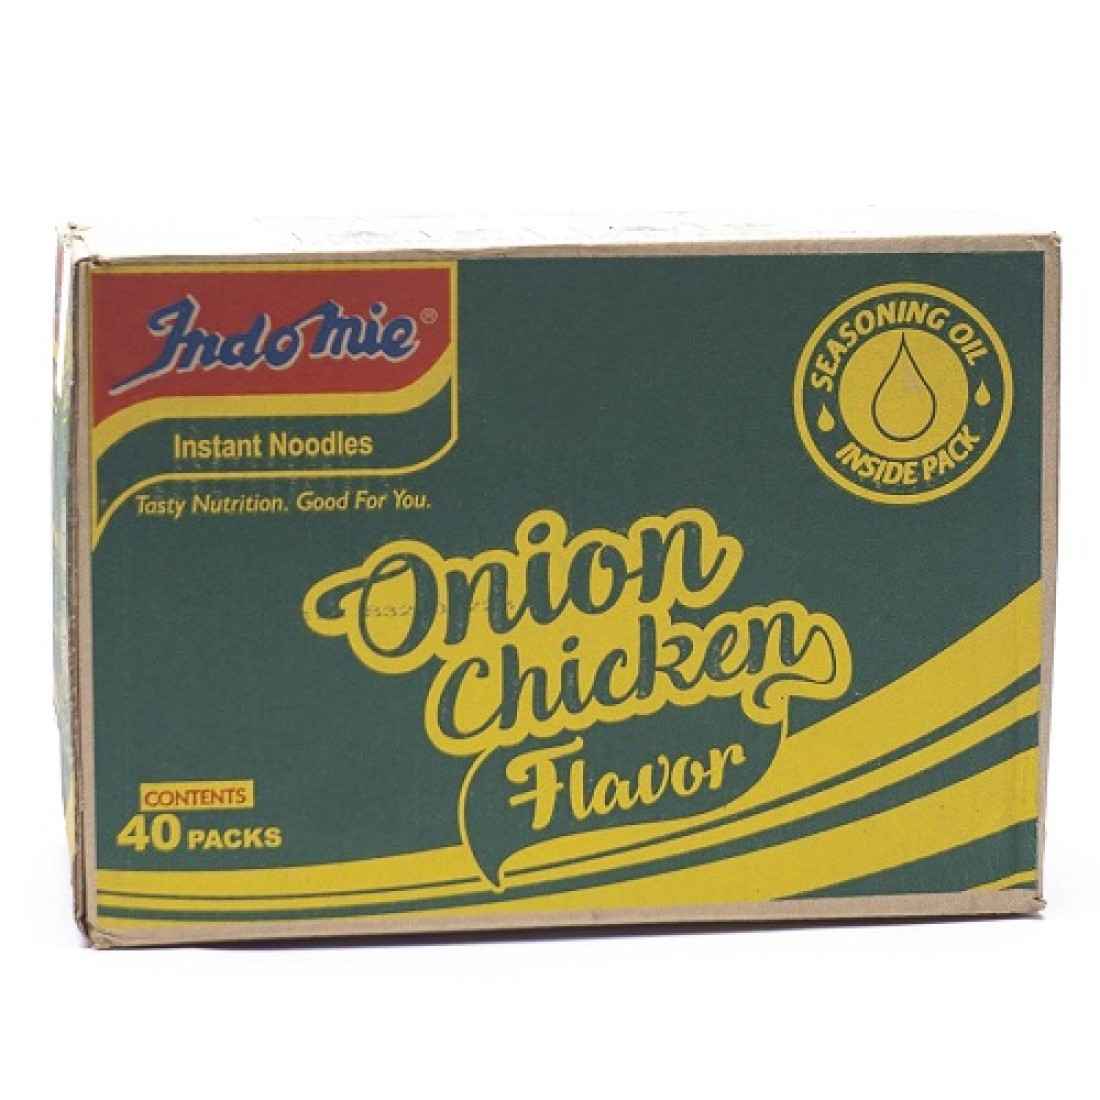 Indomie®
Instant Noodles
Tasty Nutrition. Good For You.
SEASONING OIL
INSIDE PACK
Onion
Chicken
Flavor
CONTENTS
40 PACKS